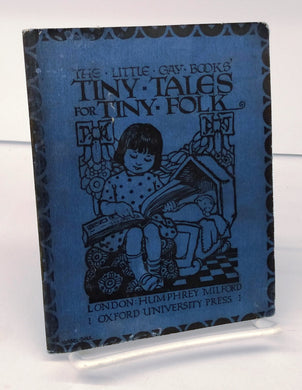 THE · LITTLE · GAY · BOOKS
TINY · TALES
FOR TINY · FOLK
LONDON: HUMPHREY MILFORD
! OXFORD UNIVERSITY PRESS !